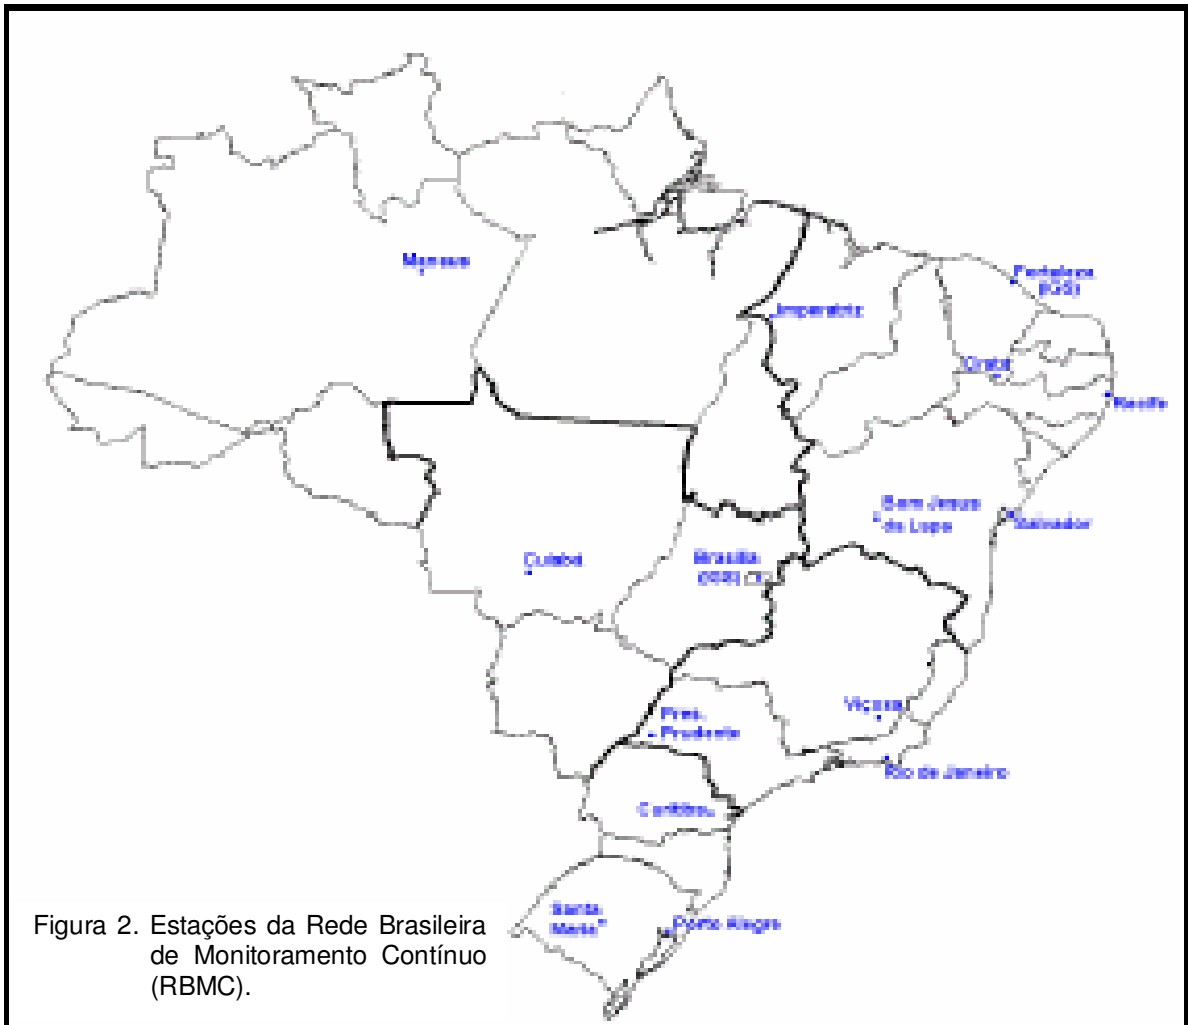 Manaus
Fortaleza
(IGS)
Imperatriz
Crato
Recife
Bom Jesus
da Lapa
Salvador
Cuiabá
Brasília
(IGS)
Viçosa
Pres.
Prudente
Rio de Janeiro
Curitiba
Santa
Maria
Porto Alegre
Figura 2. Estações da Rede Brasileira
de Monitoramento Contínuo
(RBMC).